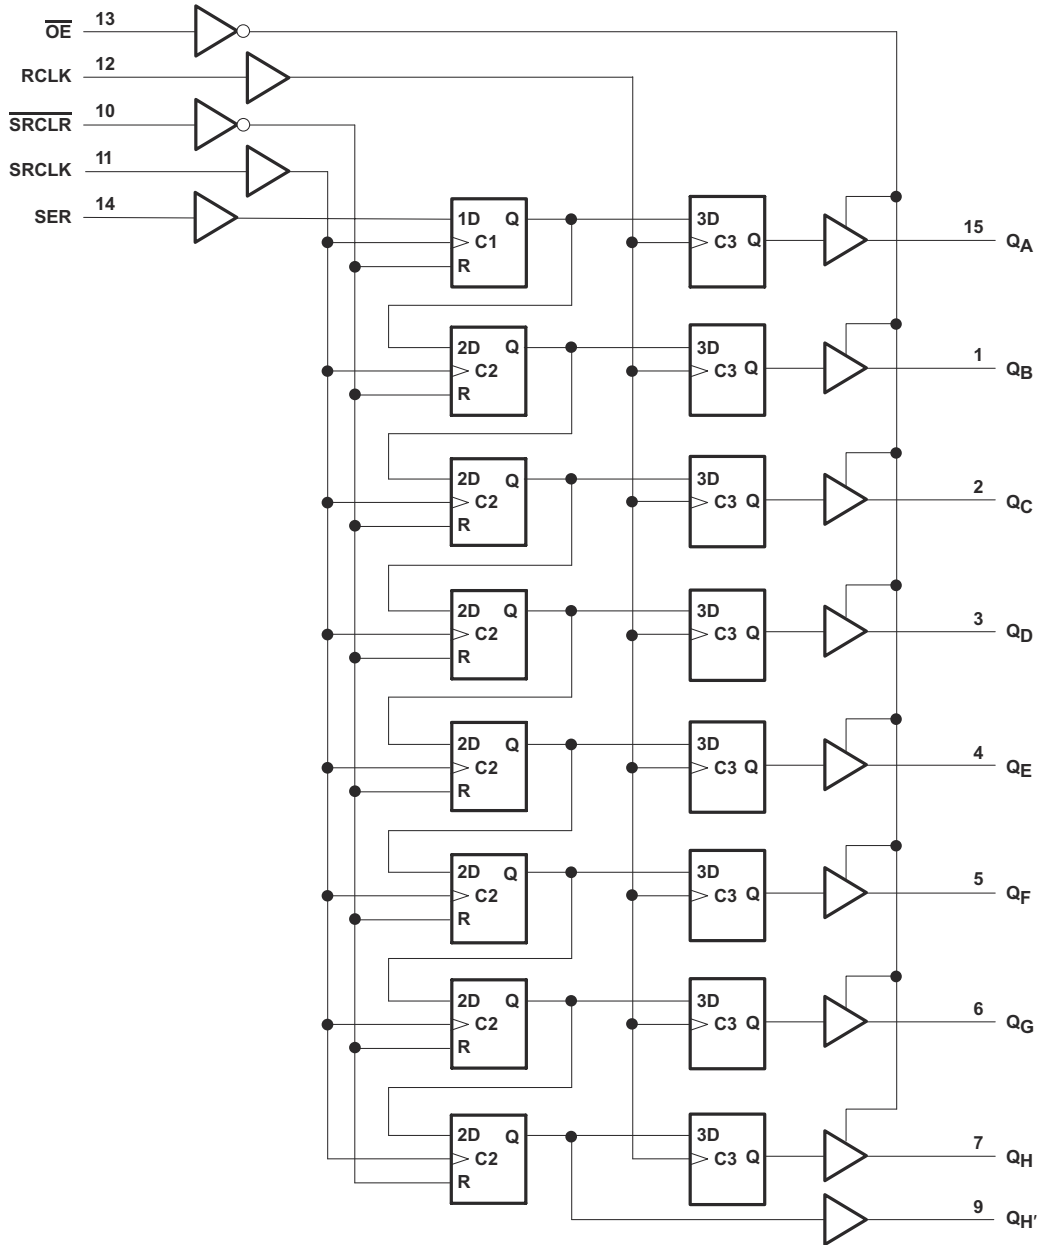 OE 13
RCLK 12
SRCLR 10
SRCLK 11
SER 14
1D Q 3D
C1 C3 Q 15 QA
R
2D Q 3D
C2 C3 Q 1 QB
R
2D Q 3D
C2 C3 Q 2 QC
R
2D Q 3D
C2 C3 Q 3 QD
R
2D Q 3D
C2 C3 Q 4 QE
R
2D Q 3D
C2 C3 Q 5 QF
R
2D Q 3D
C2 C3 Q 6 QG
R
2D Q 3D
C2 C3 Q 7 QH
R
9 QH′